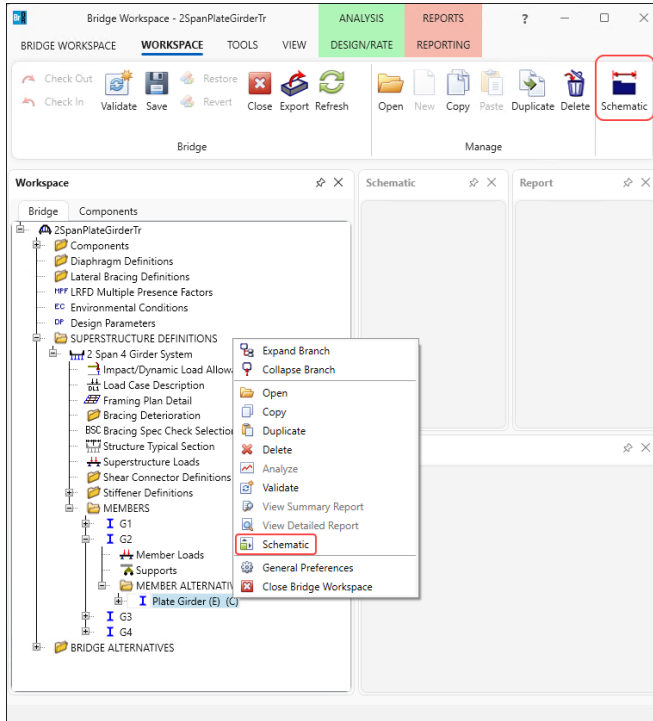 Br
Bridge Workspace - 2SpanPlateGirderTr
ANALYSIS
REPORTS
?
BRIDGE WORKSPACE
WORKSPACE
TOOLS
VIEW
DESIGN/RATE
REPORTING
Check Out
Check In
Validate
Save
Restore
Revert
Close
Export
Refresh
Open
New
Copy
Paste
Duplicate
Delete
Schematic
Bridge
Manage
Workspace
Schematic
Report
Bridge
Components
2SpanPlateGirderTr
Components
Diaphragm Definitions
Lateral Bracing Definitions
MPF LRFD Multiple Presence Factors
EC Environmental Conditions
DP Design Parameters
SUPERSTRUCTURE DEFINITIONS
2 Span 4 Girder System
Impact/Dynamic Load Allow
DL1 Load Case Description
Framing Plan Detail
Bracing Deterioration
BSC Bracing Spec Check Selection
Structure Typical Section
Superstructure Loads
Shear Connector Definitions
Stiffener Definitions
MEMBERS
G1
G2
Member Loads
Supports
MEMBER ALTERNATIV
Plate Girder (E) (C)
G3
G4
BRIDGE ALTERNATIVES
Expand Branch
Collapse Branch
Open
Copy
Duplicate
Delete
Analyze
Validate
View Summary Report
View Detailed Report
Schematic
General Preferences
Close Bridge Workspace